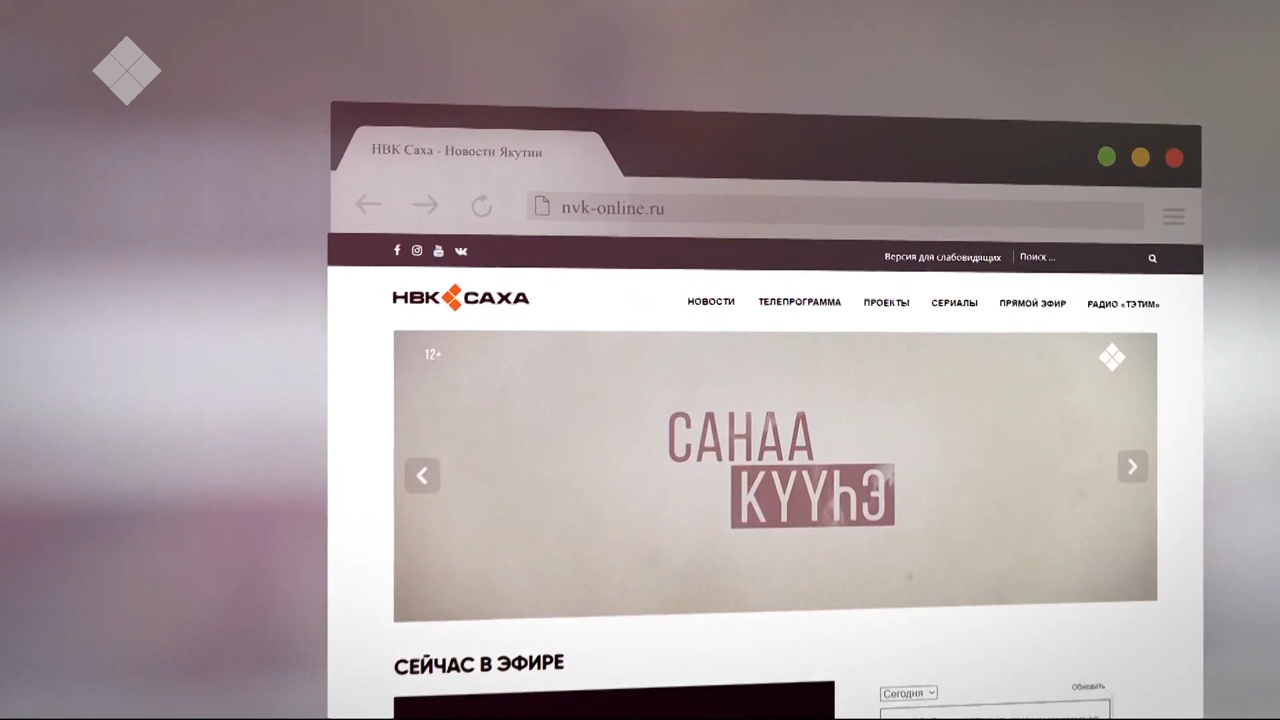 НВК Саха - Новости Якутии
nvk-online.ru
Версия для слабовидящих
Поиск ...
НВК САХА
НОВОСТИ ТЕЛЕПРОГРАММА ПРОЕКТЫ СЕРИАЛЫ ПРЯМОЙ ЭФИР РАДИО «ТЭТИМ»
12+
САНАА
КҮҮҺЭ
СЕЙЧАС В ЭФИРЕ
Сегодня
Обновить